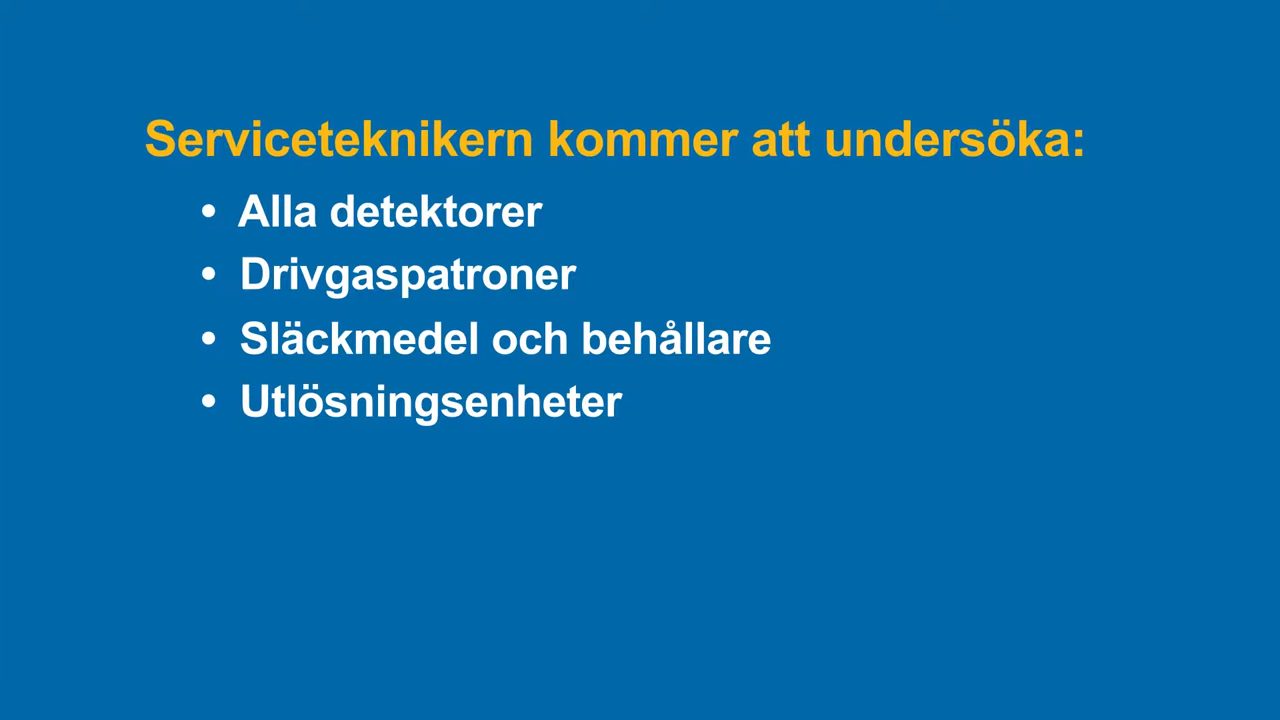 Serviceteknikern kommer att undersöka:
• Alla detektorer
• Drivgaspatroner
• Släckmedel och behållare
• Utlösningsenheter